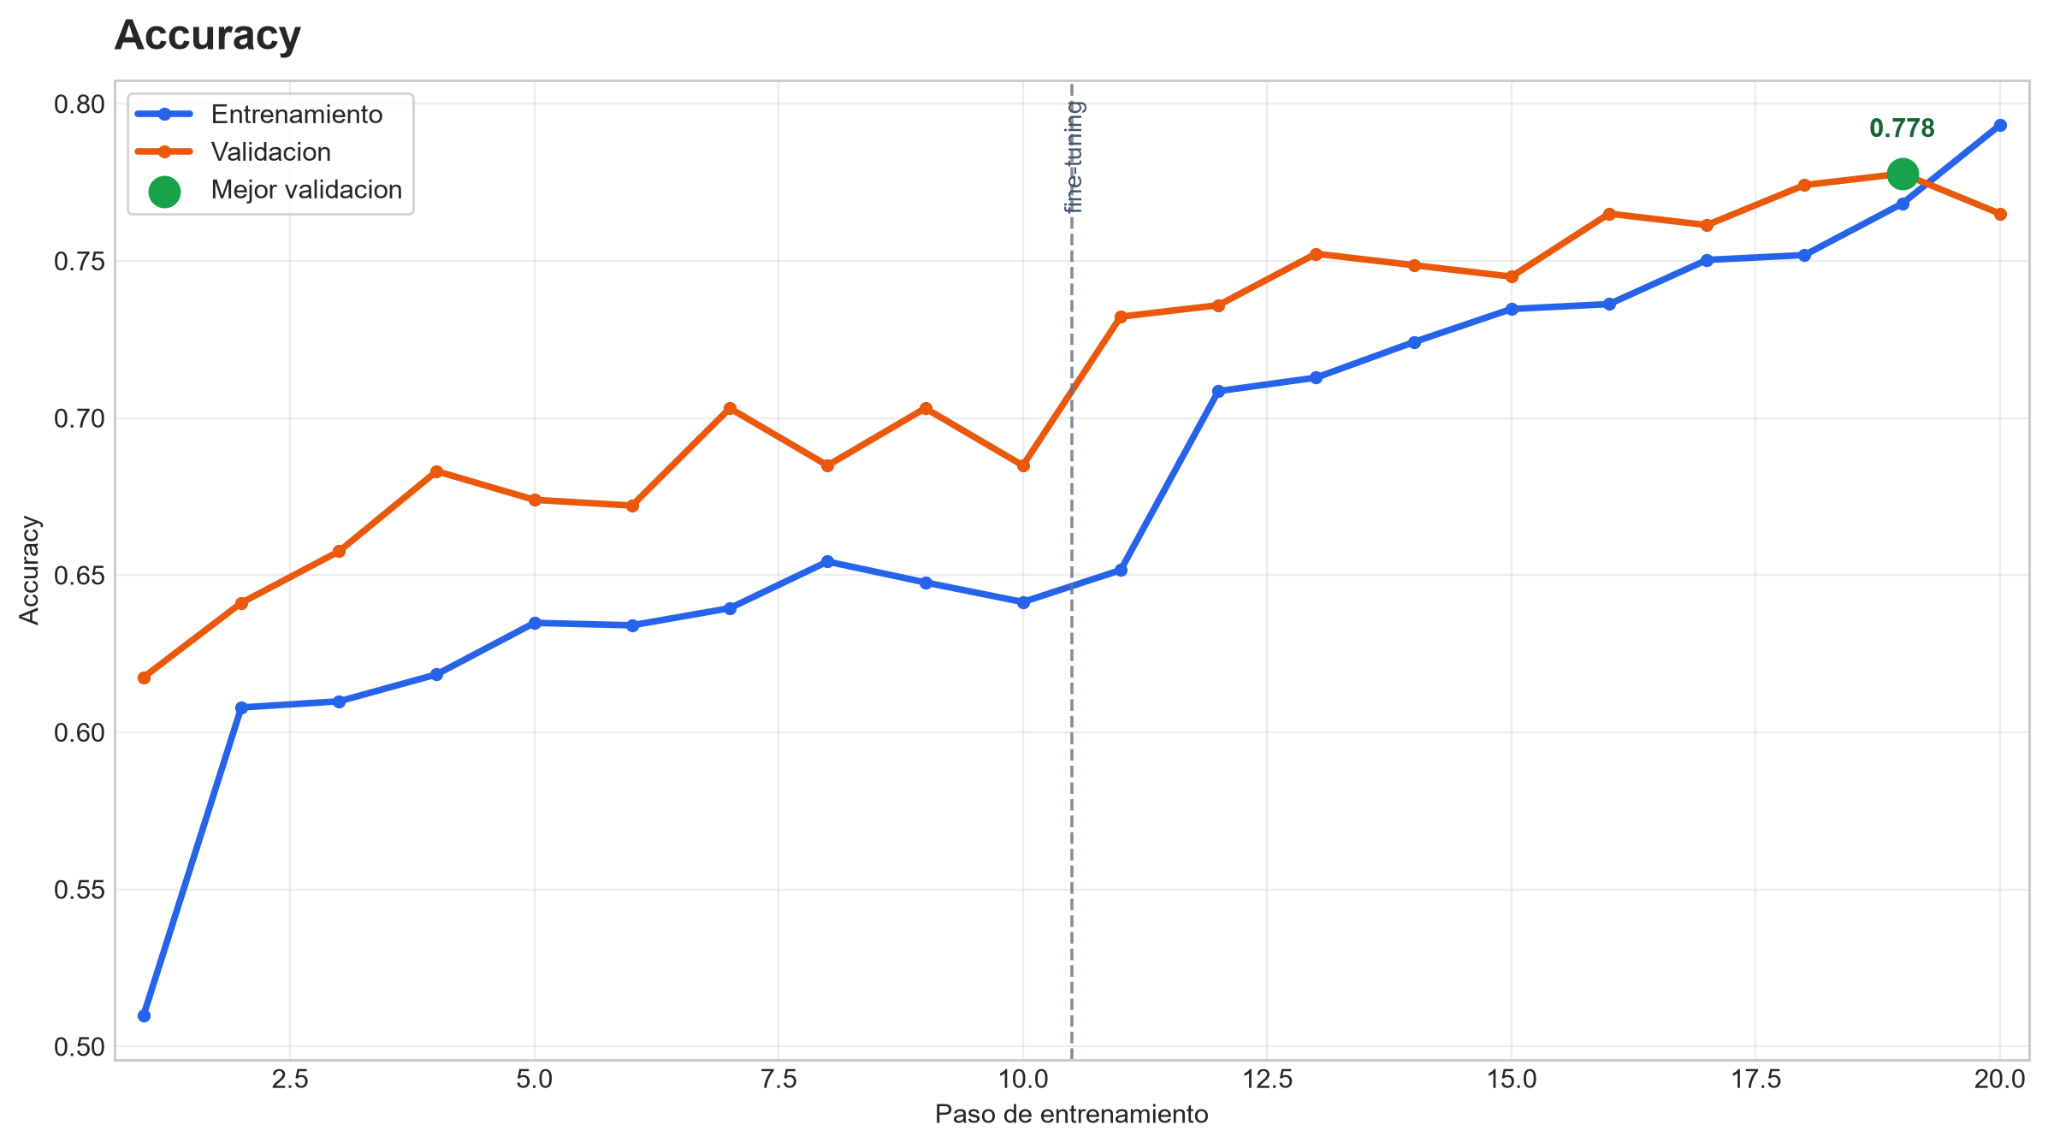 Accuracy
Entrenamiento
Validacion
Mejor validacion
fine-tuning
0.778
0.80
0.75
0.70
0.65
0.60
0.55
0.50
Accuracy
2.5 5.0 7.5 10.0 12.5 15.0 17.5 20.0
Paso de entrenamiento